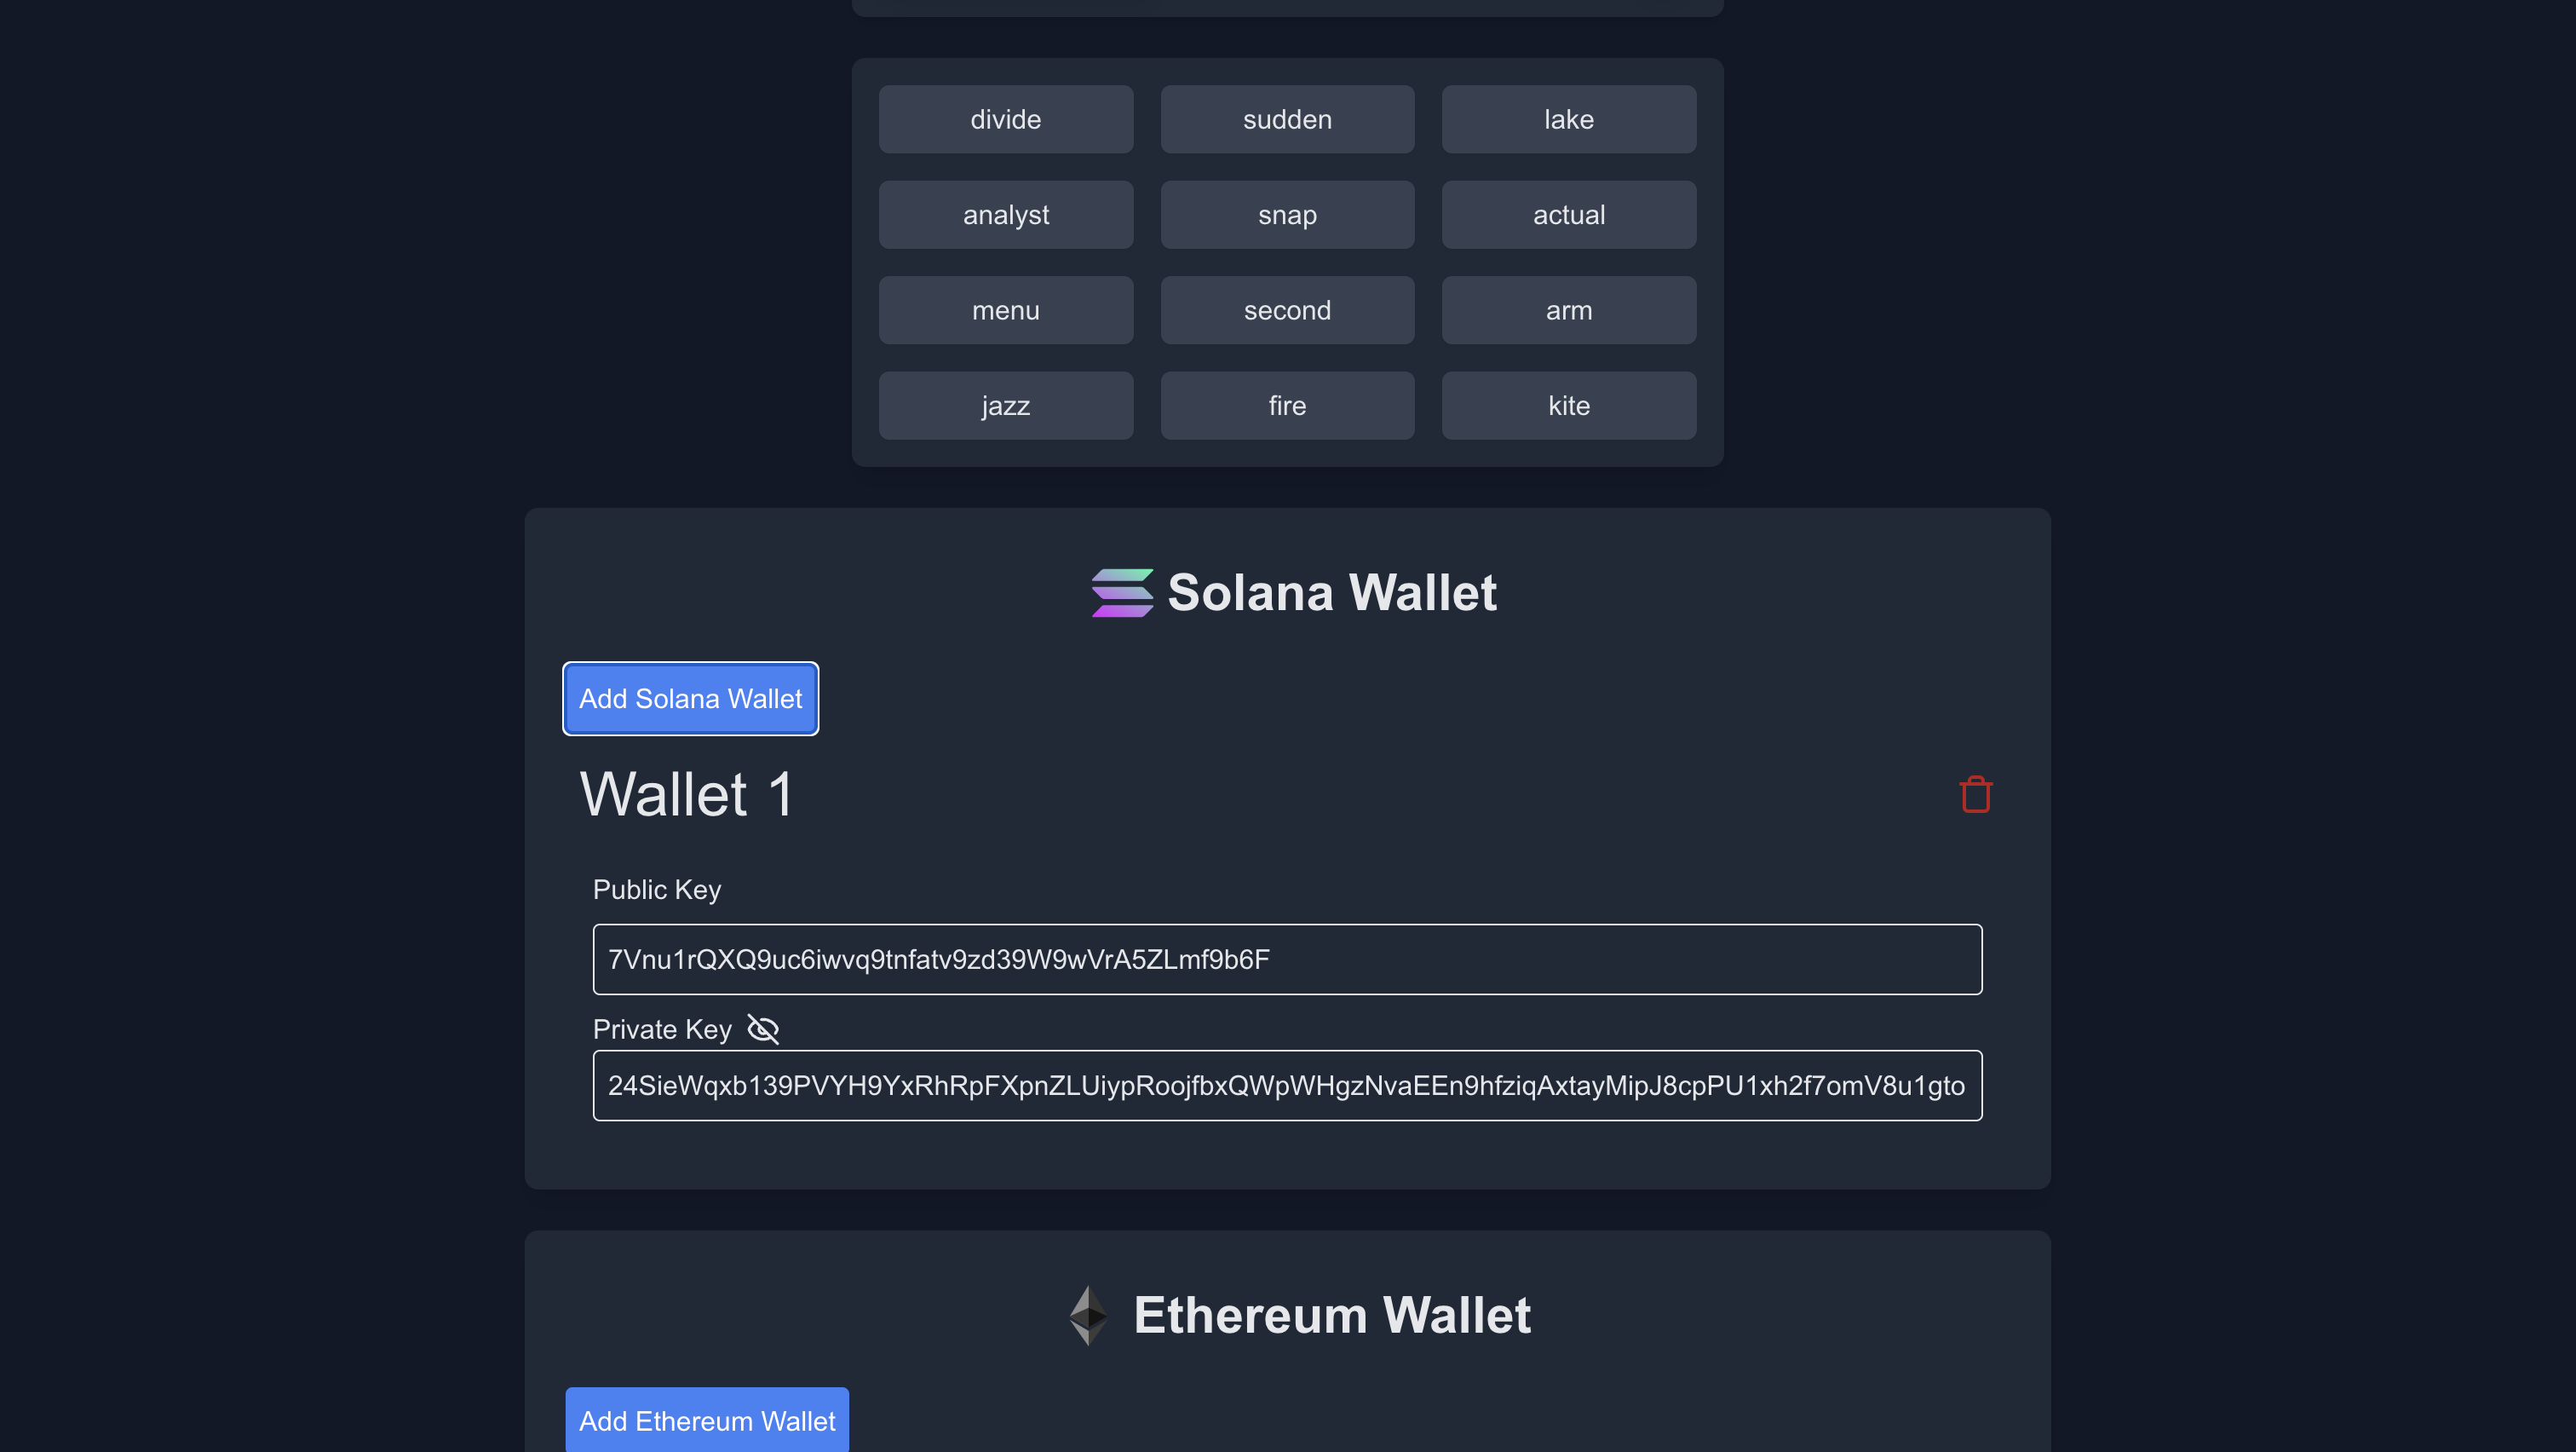 divide sudden lake
analyst snap actual
menu second arm
jazz fire kite
Solana Wallet
Add Solana Wallet
Wallet 1
Public Key
7Vnu1rQXQ9uc6iwvq9tnfatv9zd39W9wVrA5ZLmf9b6F
Private Key
24SieWqxb139PVYH9YxRhRpFXpnZLUiypRoojfbxQWpWHgzNvaEEn9hfziqAxtayMipJ8cpPU1xh2f7omV8u1gto
Ethereum Wallet
Add Ethereum Wallet